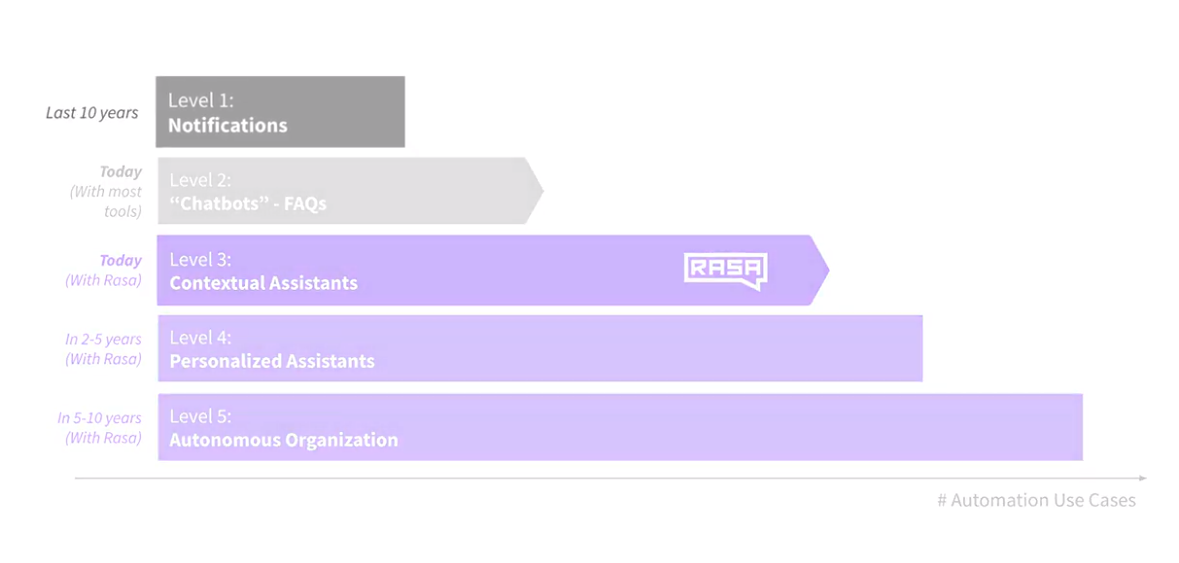 Last 10 years
Level 1:
Notifications
Today
(With most
tools)
Level 2:
“Chatbots” - FAQs
Today
(With Rasa)
Level 3:
Contextual Assistants
RASA
In 2-5 years
(With Rasa)
Level 4:
Personalized Assistants
In 5-10 years
(With Rasa)
Level 5:
Autonomous Organization
# Automation Use Cases